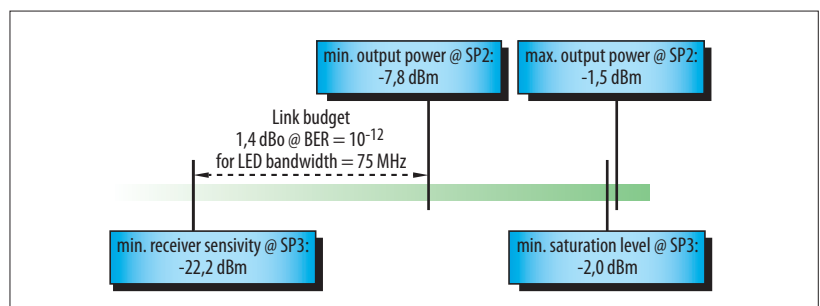 min. output power @ SP2:
-7,8 dBm
max. output power @ SP2:
-1,5 dBm
Link budget
1,4 dBo @ BER = 10⁻¹²
for LED bandwidth = 75 MHz
min. receiver sensivity @ SP3:
-22,2 dBm
min. saturation level @ SP3:
-2,0 dBm